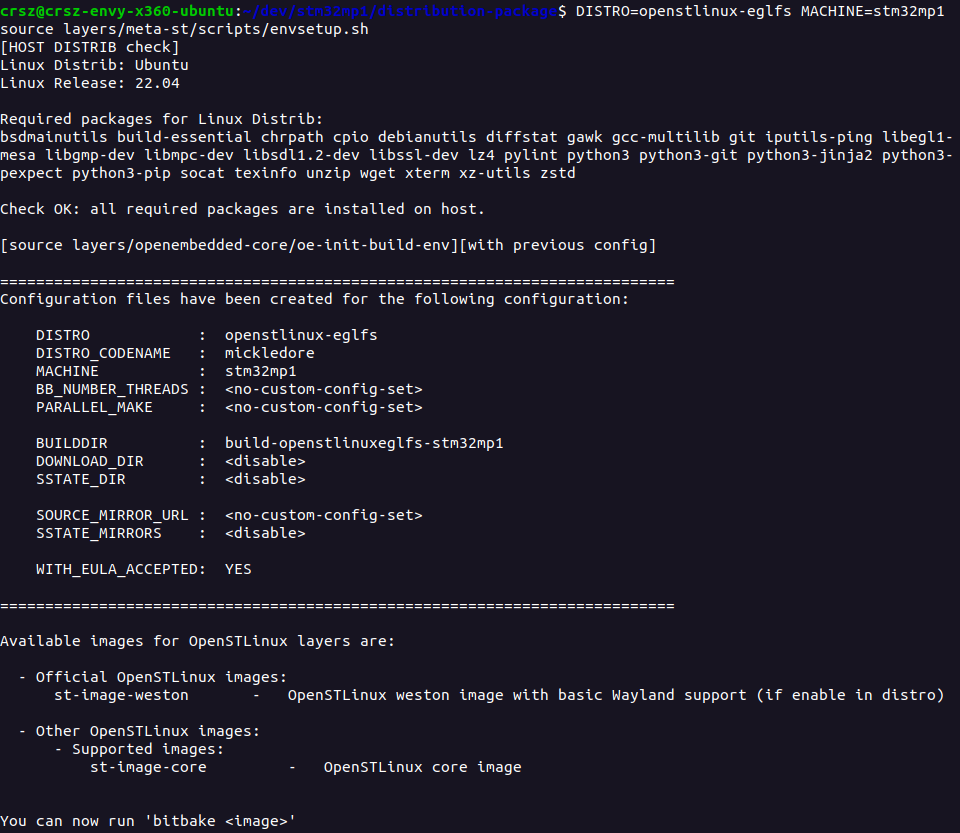 crsz@crsz-envy-x360-ubuntu:~/dev/stm32mpi/distribution-package$ DISTRO=openstlinux-eglfs MACHINE=stm32mp1
source layers/meta-st/scripts/envsetup.sh
[HOST DISTRIB check]
Linux Distrib: Ubuntu
Linux Release: 22.04
Required packages for Linux Distrib:
bsdmainutils build-essential chrpath cpio debianutils diffstat gawk gcc-multilib git iputils-ping libegl1-
mesa libgmp-dev libmpc-dev libsdl1.2-dev libssl-dev lz4 pylint python3 python3-git python3-jinja2 python3-
pexpect python3-pip socat texinfo unzip wget xterm xz-utils zstd
Check OK: all required packages are installed on host.
[source layers/openembedded-core/oe-init-build-env][with previous config]
===========================================================================
Configuration files have been created for the following configuration:
DISTRO : openstlinux-eglfs
DISTRO_CODENAME : mickledore
MACHINE : stm32mp1
BB_NUMBER_THREADS : <no-custom-config-set>
PARALLEL_MAKE : <no-custom-config-set>
BUILDDIR : build-openstlinuxeglfs-stm32mp1
DOWNLOAD_DIR : <disable>
SSTATE_DIR : <disable>
SOURCE_MIRROR_URL : <no-custom-config-set>
SSTATE_MIRRORS : <disable>
WITH_EULA_ACCEPTED: YES
===========================================================================
Available images for OpenSTLinux layers are:
- Official OpenSTLinux images:
st-image-weston - OpenSTLinux weston image with basic Wayland support (if enable in distro)
- Other OpenSTLinux images:
- Supported images:
st-image-core - OpenSTLinux core image
You can now run 'bitbake <image>'